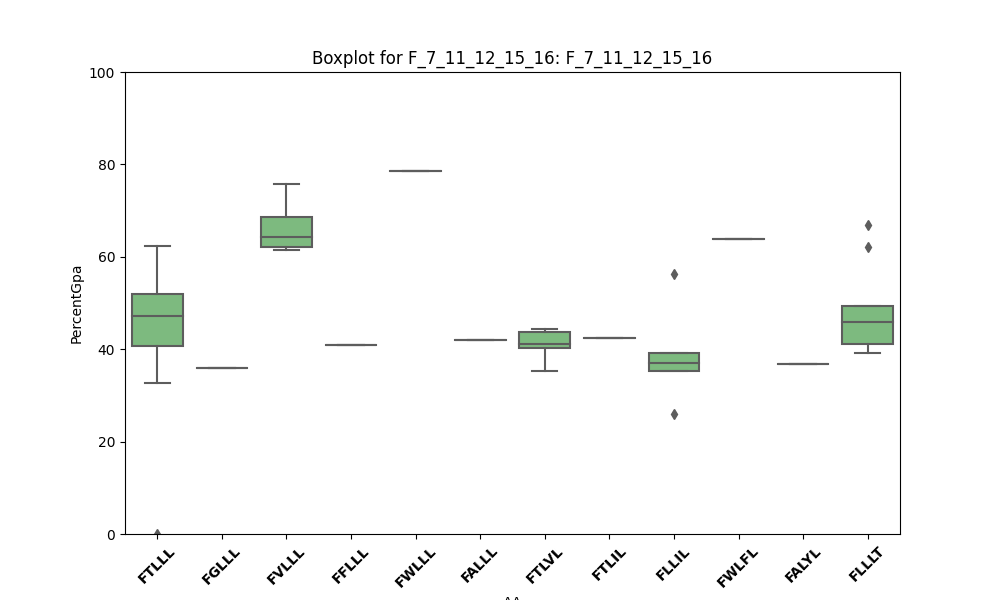 Boxplot for F_7_11_12_15_16: F_7_11_12_15_16
PercentGpa
100
80
60
40
20
0
FTLLL
FGLLL
FVLLL
FFLLL
FWLLL
FALLL
FTLVL
FTLIL
FLLIL
FWLFL
FALYL
FLLLT